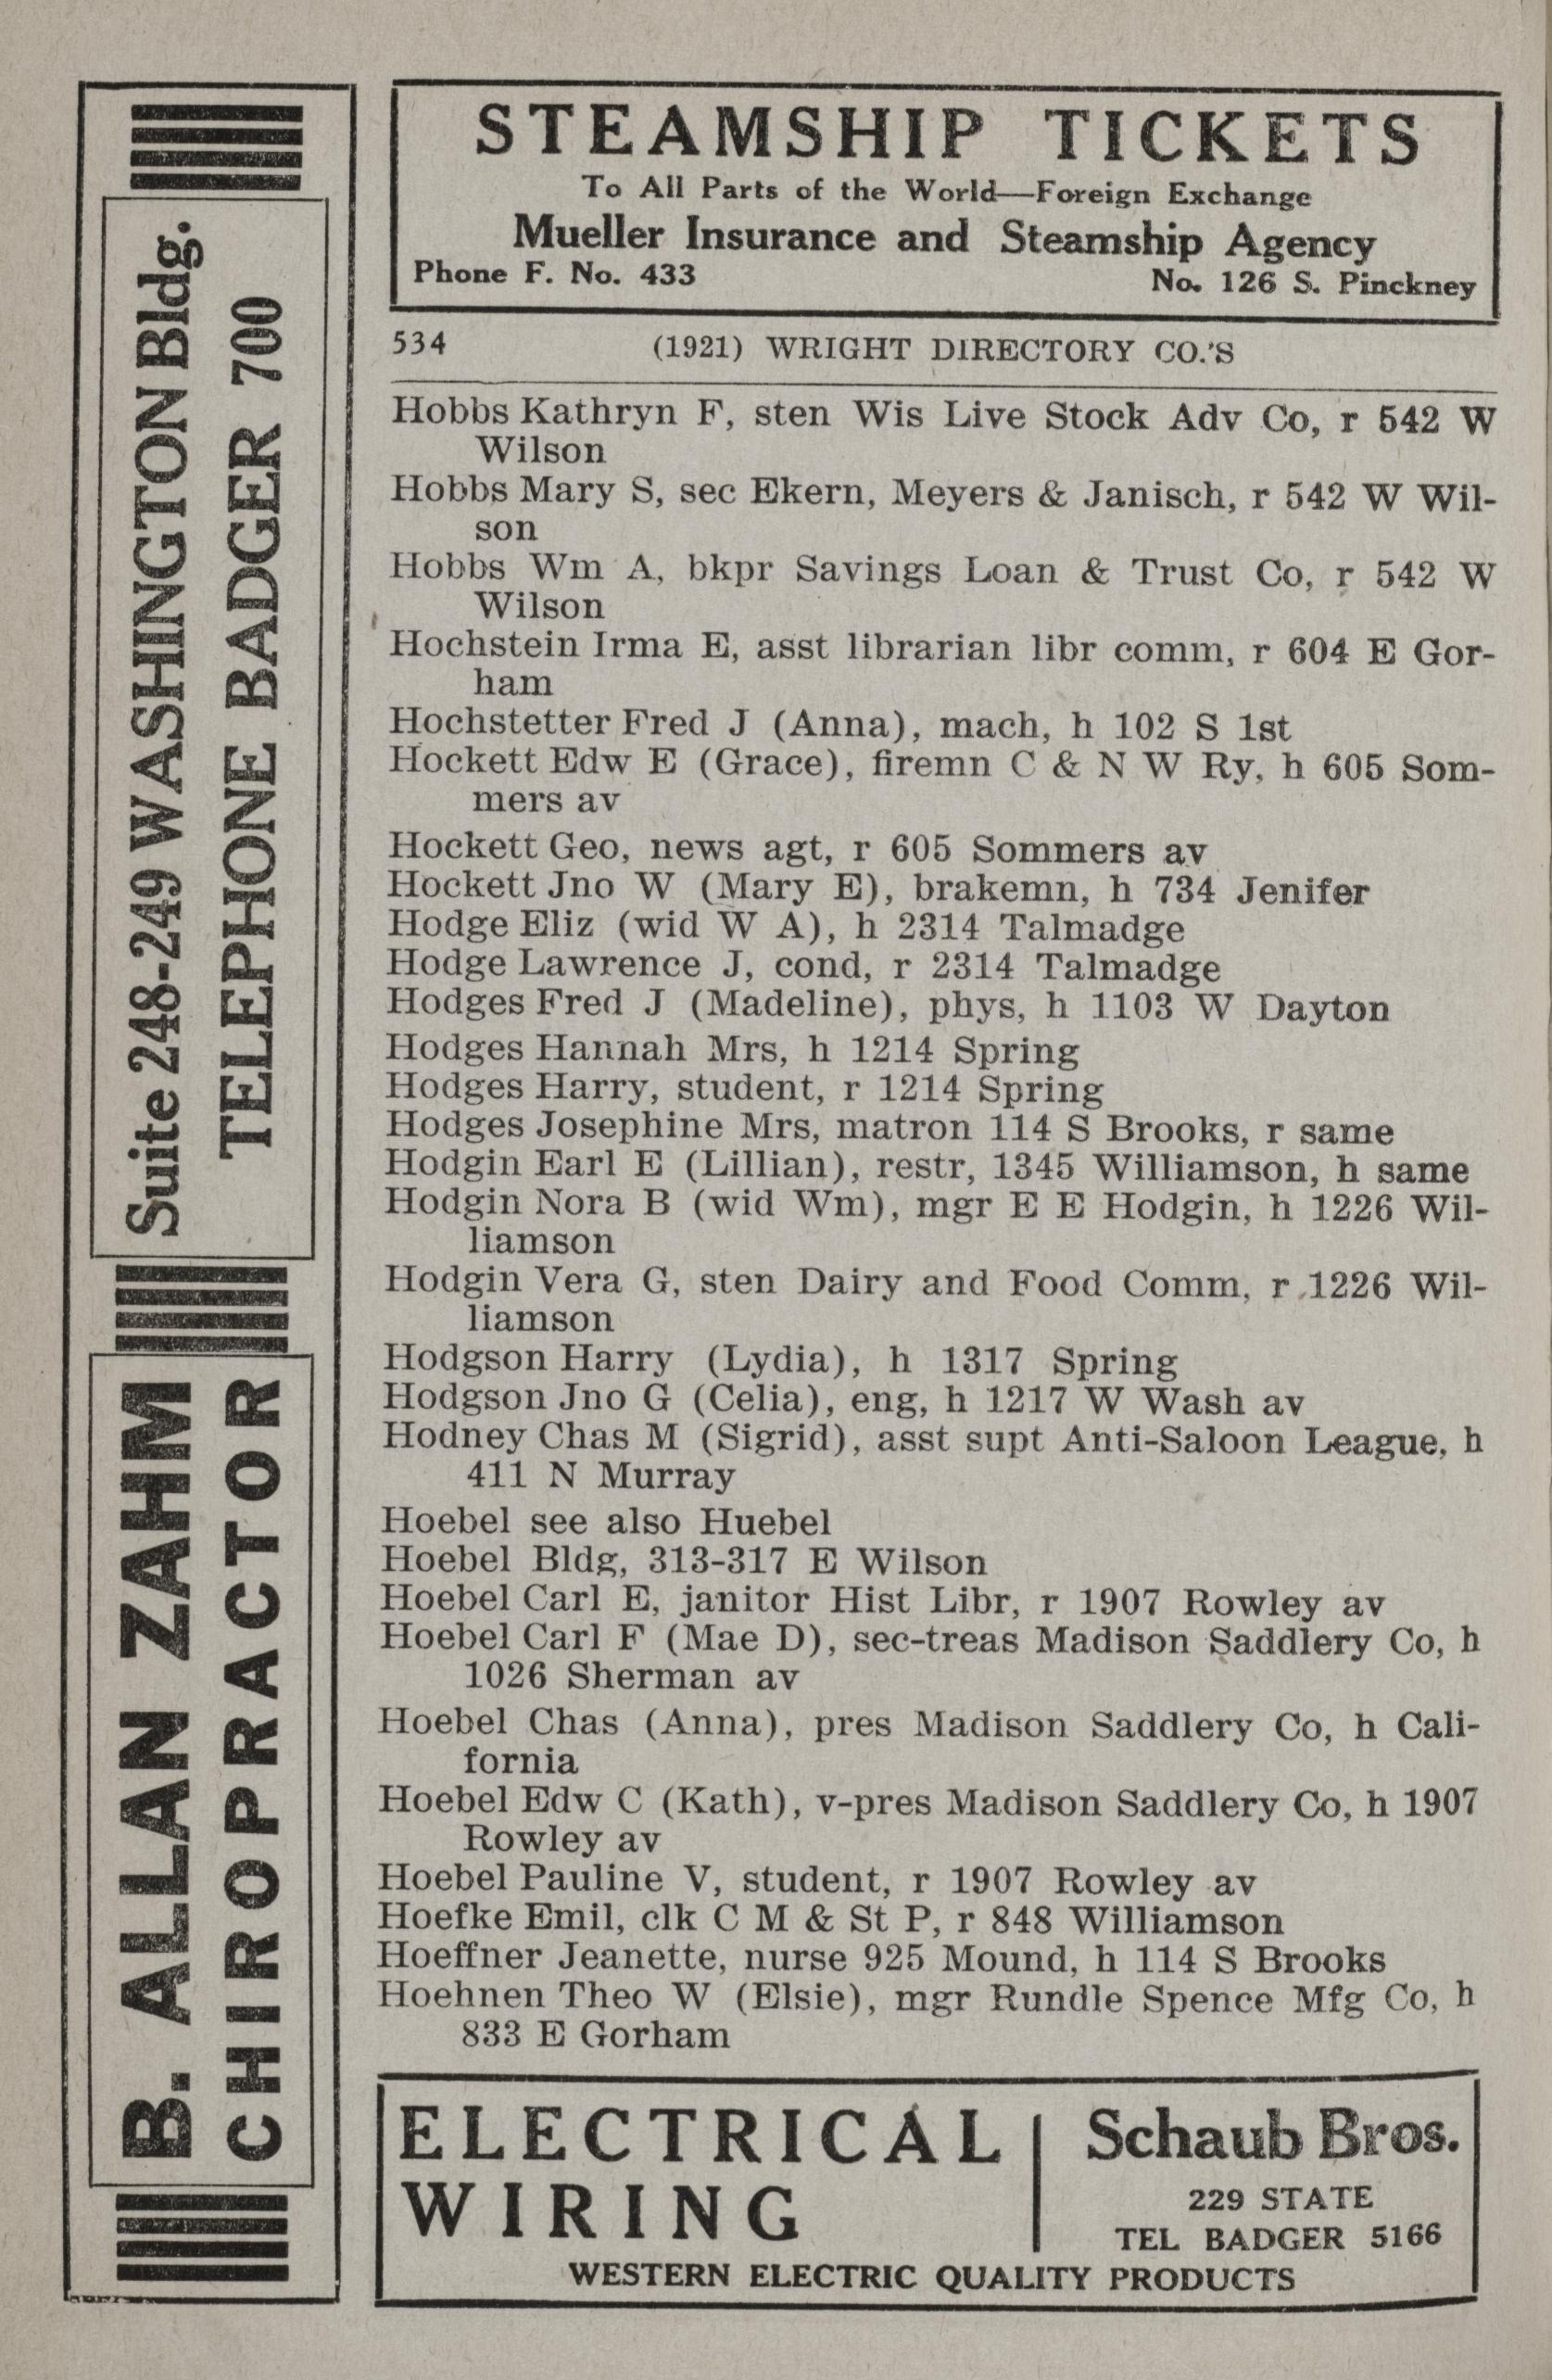 STEAMSHIP TICKETS
To All Parts of the World—Foreign Exchange
Mueller Insurance and Steamship Agency
Phone F. No. 433 No. 126 S. Pinckney
534 (1921) WRIGHT DIRECTORY CO.'S
Hobbs Kathryn F, sten Wis Live Stock Adv Co, r 542 W
Wilson
Hobbs Mary S, sec Ekern, Meyers & Janisch, r 542 W Wil-
son
Hobbs Wm A, bkpr Savings Loan & Trust Co, r 542 W
Wilson
Hochstein Irma E, asst librarian libr comm, r 604 E Gor-
ham
Hochstetter Fred J (Anna), mach, h 102 S 1st
Hockett Edw E (Grace), firemn C & N W Ry, h 605 Som-
mers av
Hockett Geo, news agt, r 605 Sommers av
Hockett Jno W (Mary E), brakemn, h 734 Jenifer
Hodge Eliz (wid W A), h 2314 Talmadge
Hodge Lawrence J, cond, r 2314 Talmadge
Hodges Fred J (Madeline), phys, h 1103 W Dayton
Hodges Hannah Mrs, h 1214 Spring
Hodges Harry, student, r 1214 Spring
Hodges Josephine Mrs, matron 114 S Brooks, r same
Hodgin Earl E (Lillian), restr, 1345 Williamson, h same
Hodgin Nora B (wid Wm), mgr E E Hodgin, h 1226 Wil-
liamson
Hodgin Vera G, sten Dairy and Food Comm, r 1226 Wil-
liamson
Hodgson Harry (Lydia), h 1317 Spring
Hodgson Jno G (Celia), eng, h 1217 W Wash av
Hodney Chas M (Sigrid), asst supt Anti-Saloon League, h
411 N Murray
Hoebel see also Huebel
Hoebel Bldg, 313-317 E Wilson
Hoebel Carl E, janitor Hist Libr, r 1907 Rowley av
Hoebel Carl F (Mae D), sec-treas Madison Saddlery Co, h
1026 Sherman av
Hoebel Chas (Anna), pres Madison Saddlery Co, h Cali-
fornia
Hoebel Edw C (Kath), v-pres Madison Saddlery Co, h 1907
Rowley av
Hoebel Pauline V, student, r 1907 Rowley av
Hoefke Emil, clk C M & St P, r 848 Williamson
Hoeffner Jeanette, nurse 925 Mound, h 114 S Brooks
Hoehnen Theo W (Elsie), mgr Rundle Spence Mfg Co, h
833 E Gorham
ELECTRICAL
WIRING
Schaub Bros.
229 STATE
TEL BADGER 5166
WESTERN ELECTRIC QUALITY PRODUCTS
B. ALLAN ZAHM
CHIROPRACTOR
Suite 248-249 WASHINGTON Bldg.
TELEPHONE BADGER 700